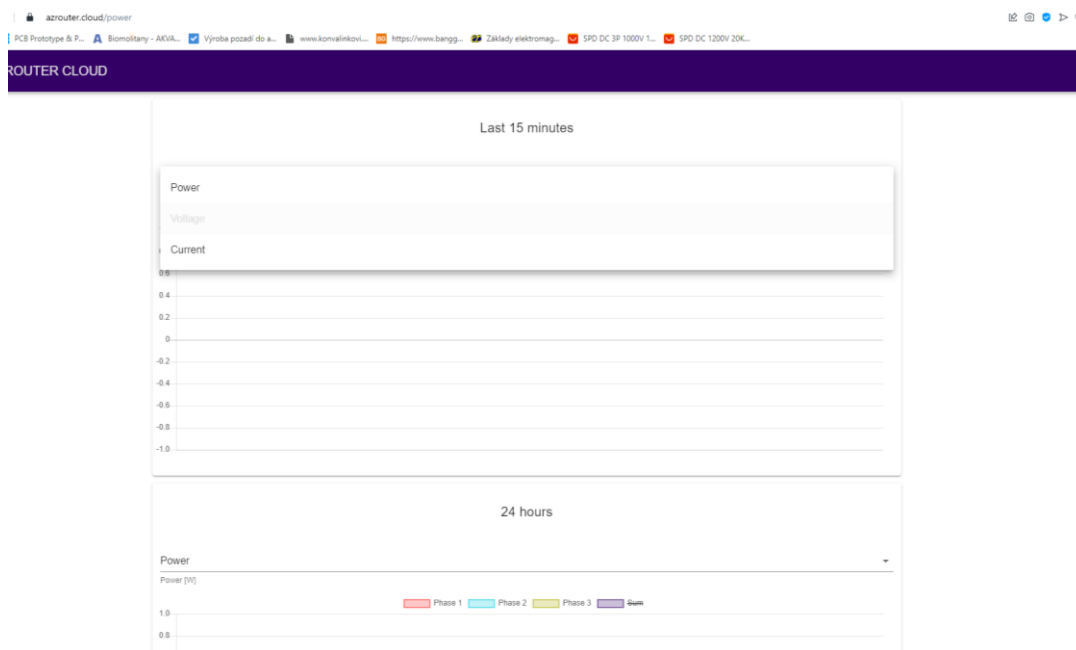 azrouter.cloud/power
PCB Prototype & P... Biomolitany - AKVA... Výroba pozadí do a... www.konvalinkovi.... https://www.bangg... Základy elektromag... SPD DC 3P 1000V 1... SPD DC 1200V 20K...
ROUTER CLOUD
Last 15 minutes
Power
Voltage
Current
0.6
0.4
0.2
0
-0.2
-0.4
-0.6
-0.8
-1.0
24 hours
Power
Power [W]
Phase 1 Phase 2 Phase 3 Sum
1.0
0.8